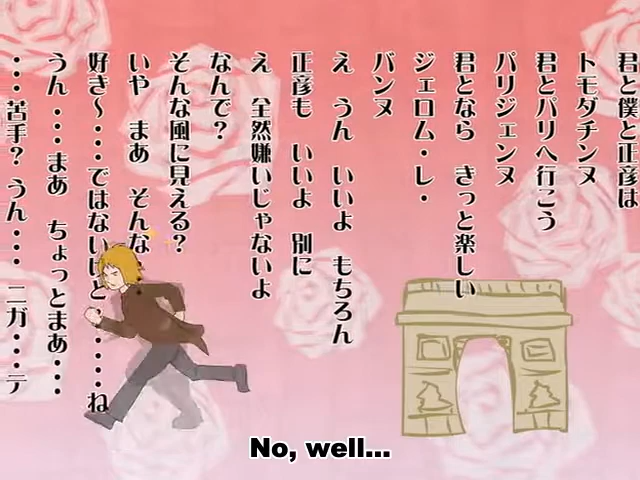 君と僕と正彦は
トモダチンヌ
君とパリへ行こう
パリジェンヌ
君となら きっと楽しい
ジェロム・レ・
バンヌ
え うん いいよ もちろん
正彦も いいよ 別に
え 全然嫌いじゃないよ
なんで?
そんな風に見える?
いや まあ そんな
好き〜・・・ではないけど・・・・・ね
うん・・・まあ ちょっとまあ・・・
・・・苦手? うん・・・ ニガ・・・テ
No, well...